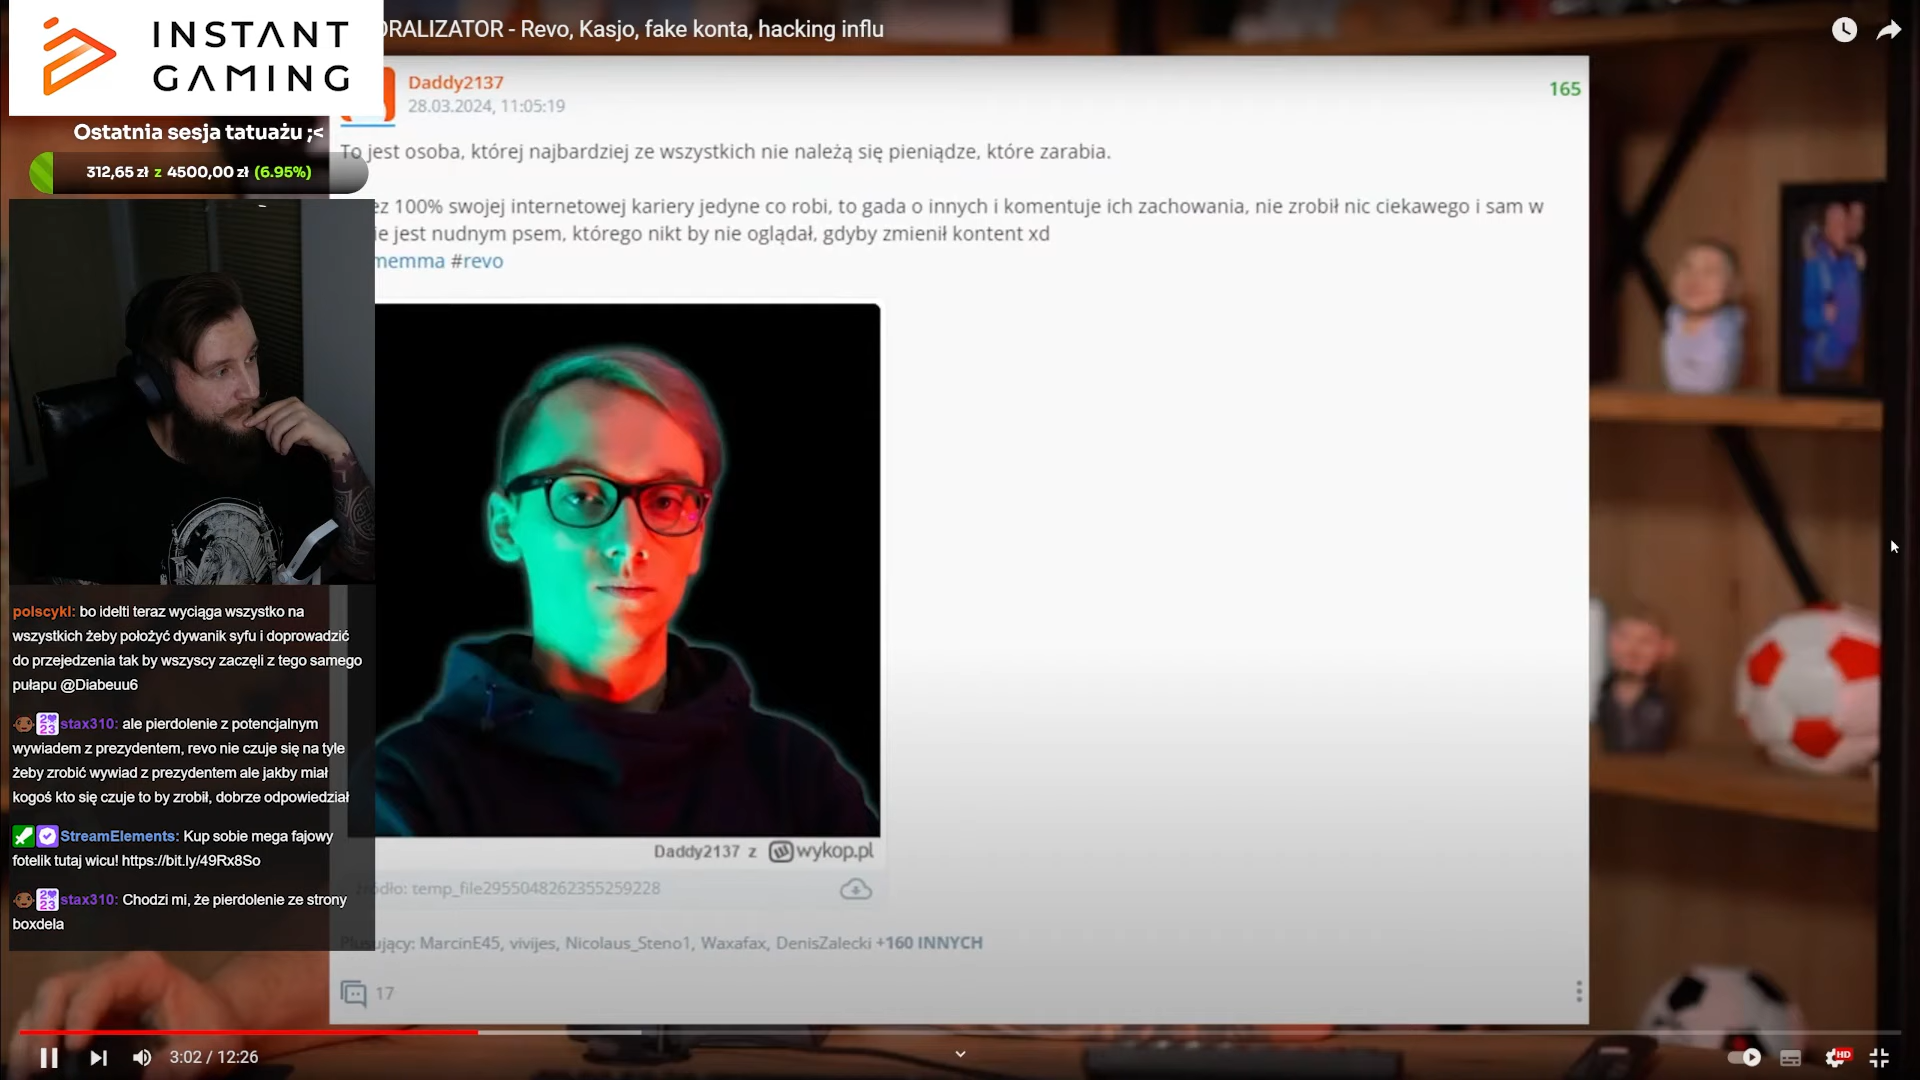 INSTANT
GAMING
ORALIZATOR - Revo, Kasjo, fake konta, hacking influ
Daddy2137
28.03.2024, 11:05:19
165
Ostatnia sesja tatuażu ;<
312,65 zł z 4500,00 zł (6.95%)
To jest osoba, której najbardziej ze wszystkich nie należą się pieniądze, które zarabia.
ez 100% swojej internetowej kariery jedyne co robi, to gada o innych i komentuje ich zachowania, nie zrobił nic ciekawego i sam w
ie jest nudnym psem, którego nikt by nie oglądał, gdyby zmienił kontent xd
memma #revo
polscykl: bo idelti teraz wyciąga wszystko na
wszystkich żeby położyć dywanik syfu i doprowadzić
do przejedzenia tak by wszyscy zaczęli z tego samego
pułapu @Diabeuu6
stax310: ale pierdolenie z potencjalnym
wywiadem z prezydentem, revo nie czuje się na tyle
żeby zrobić wywiad z prezydentem ale jakby miał
kogoś kto się czuje to by zrobił, dobrze odpowiedział
StreamElements: Kup sobie mega fajowy
fotelik tutaj wicu! https://bit.ly/49Rx8So
stax310: Chodzi mi, że pierdolenie ze strony
boxdela
Daddy2137 z wykop.pl
źródło: temp_file2955048262355259228
Plusujący: MarcinE45, vivijes, Nicolaus_Steno1, Waxafax, DenisZalecki +160 INNYCH
17
3:02 / 12:26
HD